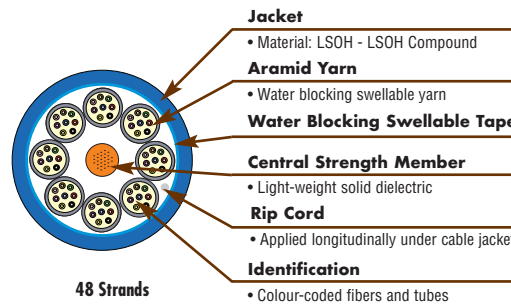 Jacket
• Material: LSOH - LSOH Compound
Aramid Yarn
• Water blocking swellable yarn
Water Blocking Swellable Tape
Central Strength Member
• Light-weight solid dielectric
Rip Cord
• Applied longitudinally under cable jacket
Identification
• Colour-coded fibers and tubes
48 Strands